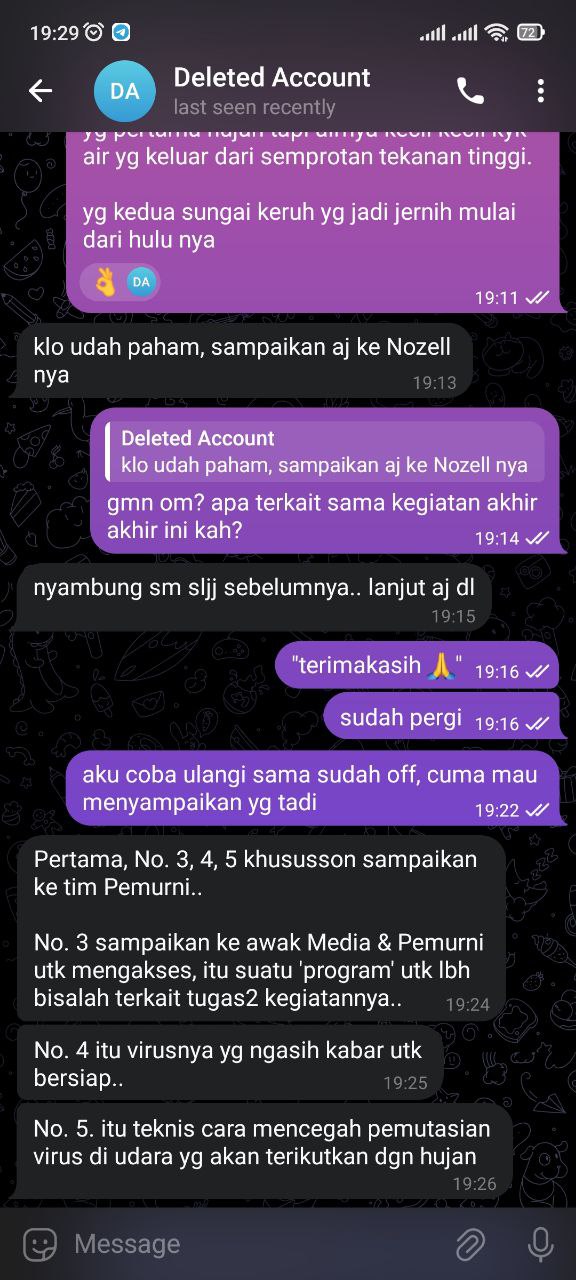 19:29
72
DA
Deleted Account
last seen recently
air yg keluar dari semprotan tekanan tinggi.
yg kedua sungai keruh yg jadi jernih mulai
dari hulu nya
DA
19:11
klo udah paham, sampaikan aj ke Nozell
nya
19:13
Deleted Account
klo udah paham, sampaikan aj ke Nozell nya
gmn om? apa terkait sama kegiatan akhir
akhir ini kah?
19:14
nyambung sm sljj sebelumnya.. lanjut aj dl
19:15
"terimakasih 🙏" 19:16
sudah pergi 19:16
aku coba ulangi sama sudah off, cuma mau
menyampaikan yg tadi
19:22
Pertama, No. 3, 4, 5 khususson sampaikan
ke tim Pemurni..
No. 3 sampaikan ke awak Media & Pemurni
utk mengakses, itu suatu 'program' utk lbh
bisalah terkait tugas2 kegiatannya..
19:24
No. 4 itu virusnya yg ngasih kabar utk
bersiap..
19:25
No. 5. itu teknis cara mencegah pemutasian
virus di udara yg akan terikutkan dgn hujan
19:26
Message